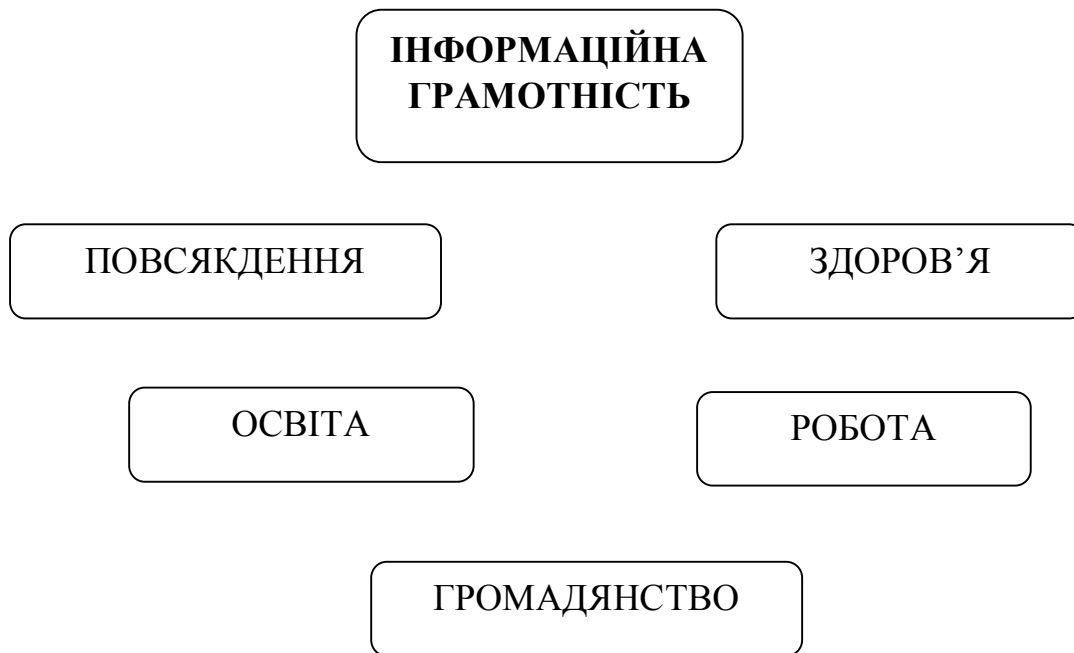 ІНФОРМАЦІЙНА
ГРАМОТНІСТЬ
ПОВСЯКДЕННЯ
ЗДОРОВ’Я
ОСВІТА
РОБОТА
ГРОМАДЯНСТВО